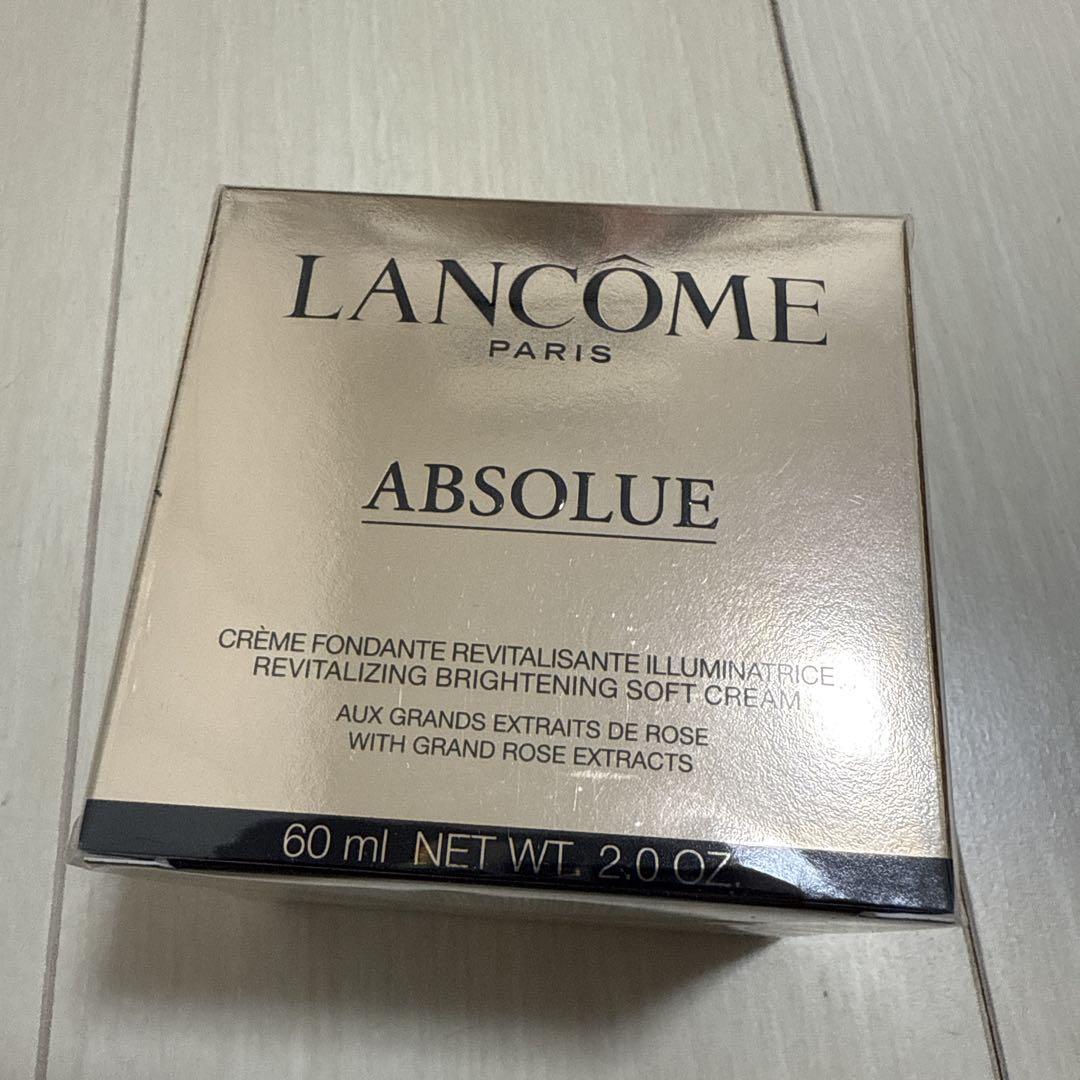 LANCÔME
PARIS
ABSOLUE
CRÈME FONDANTE REVITALISANTE ILLUMINATRICE
REVITALIZING BRIGHTENING SOFT CREAM
AUX GRANDS EXTRAITS DE ROSE
WITH GRAND ROSE EXTRACTS
60 ml NET WT. 2.0 OZ.